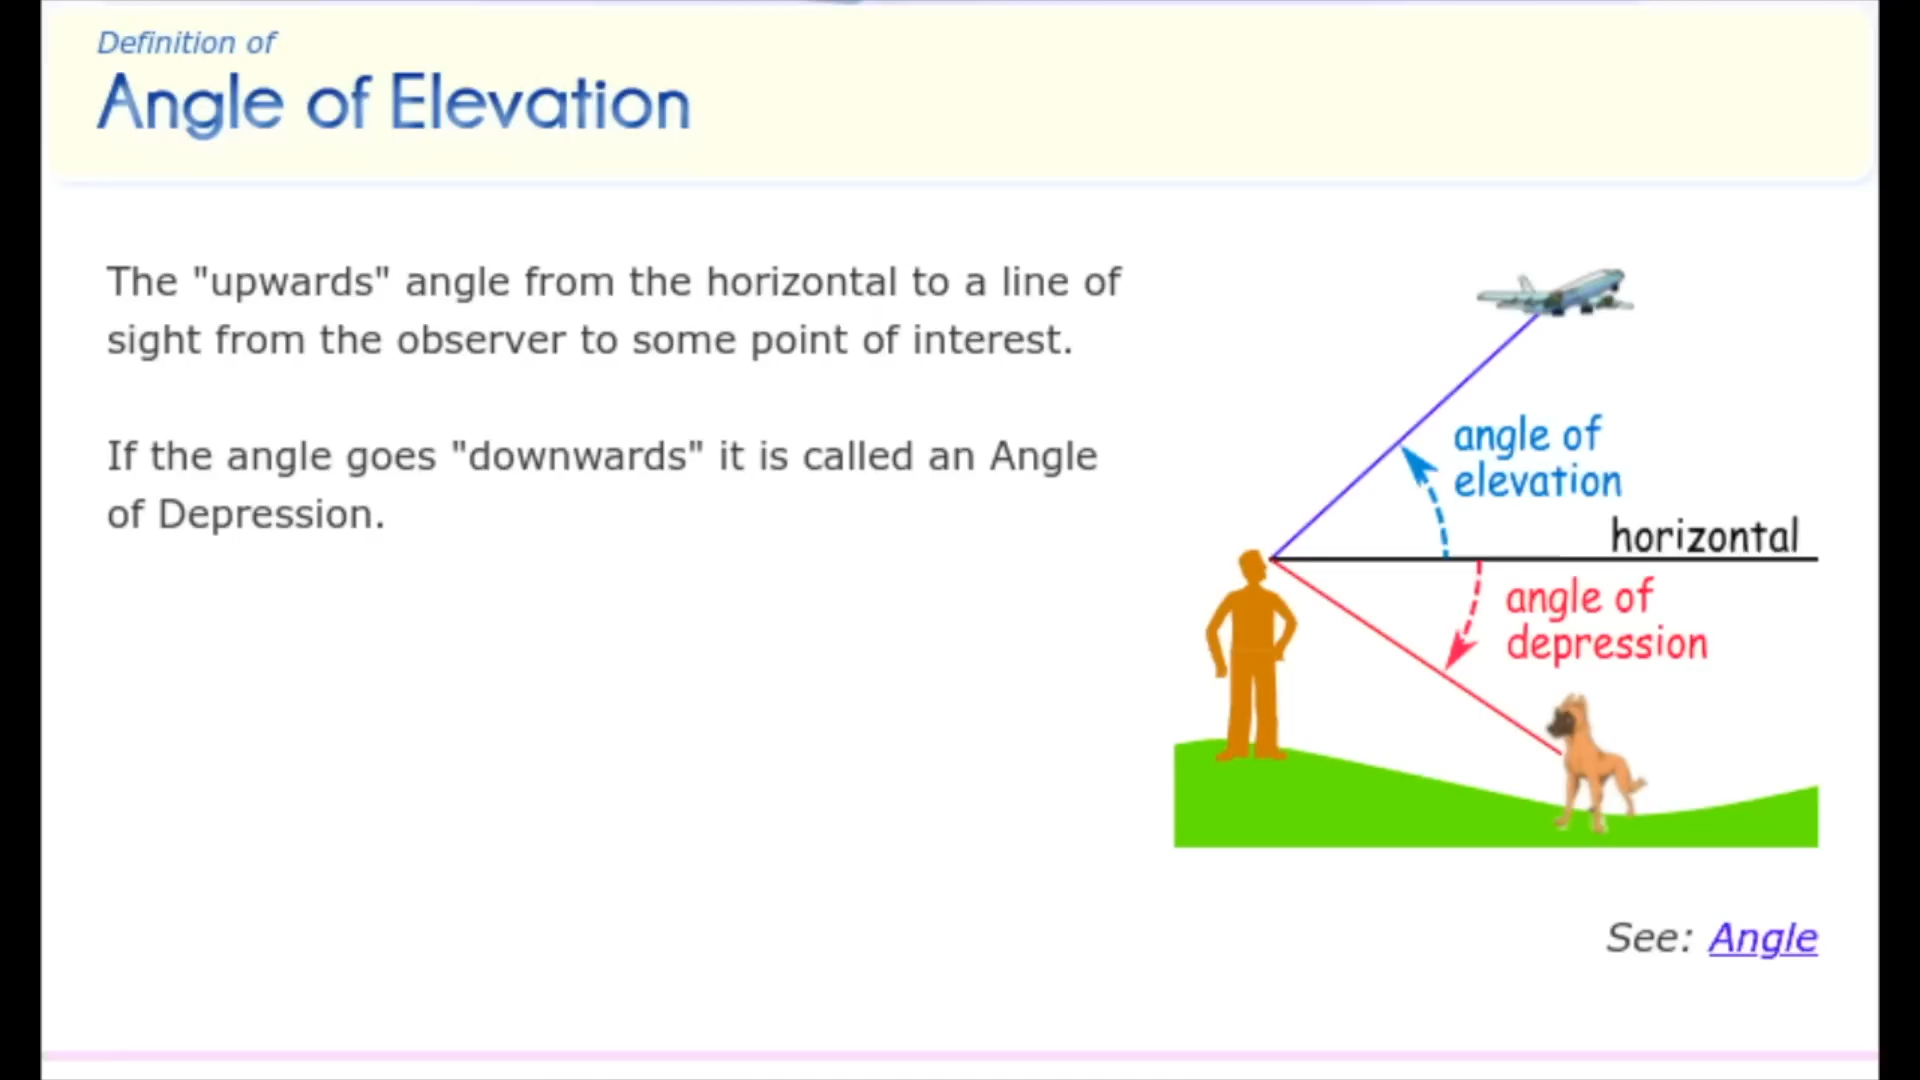 Definition of
Angle of Elevation
The "upwards" angle from the horizontal to a line of
sight from the observer to some point of interest.
If the angle goes "downwards" it is called an Angle
of Depression.
angle of
elevation
horizontal
angle of
depression
See: Angle